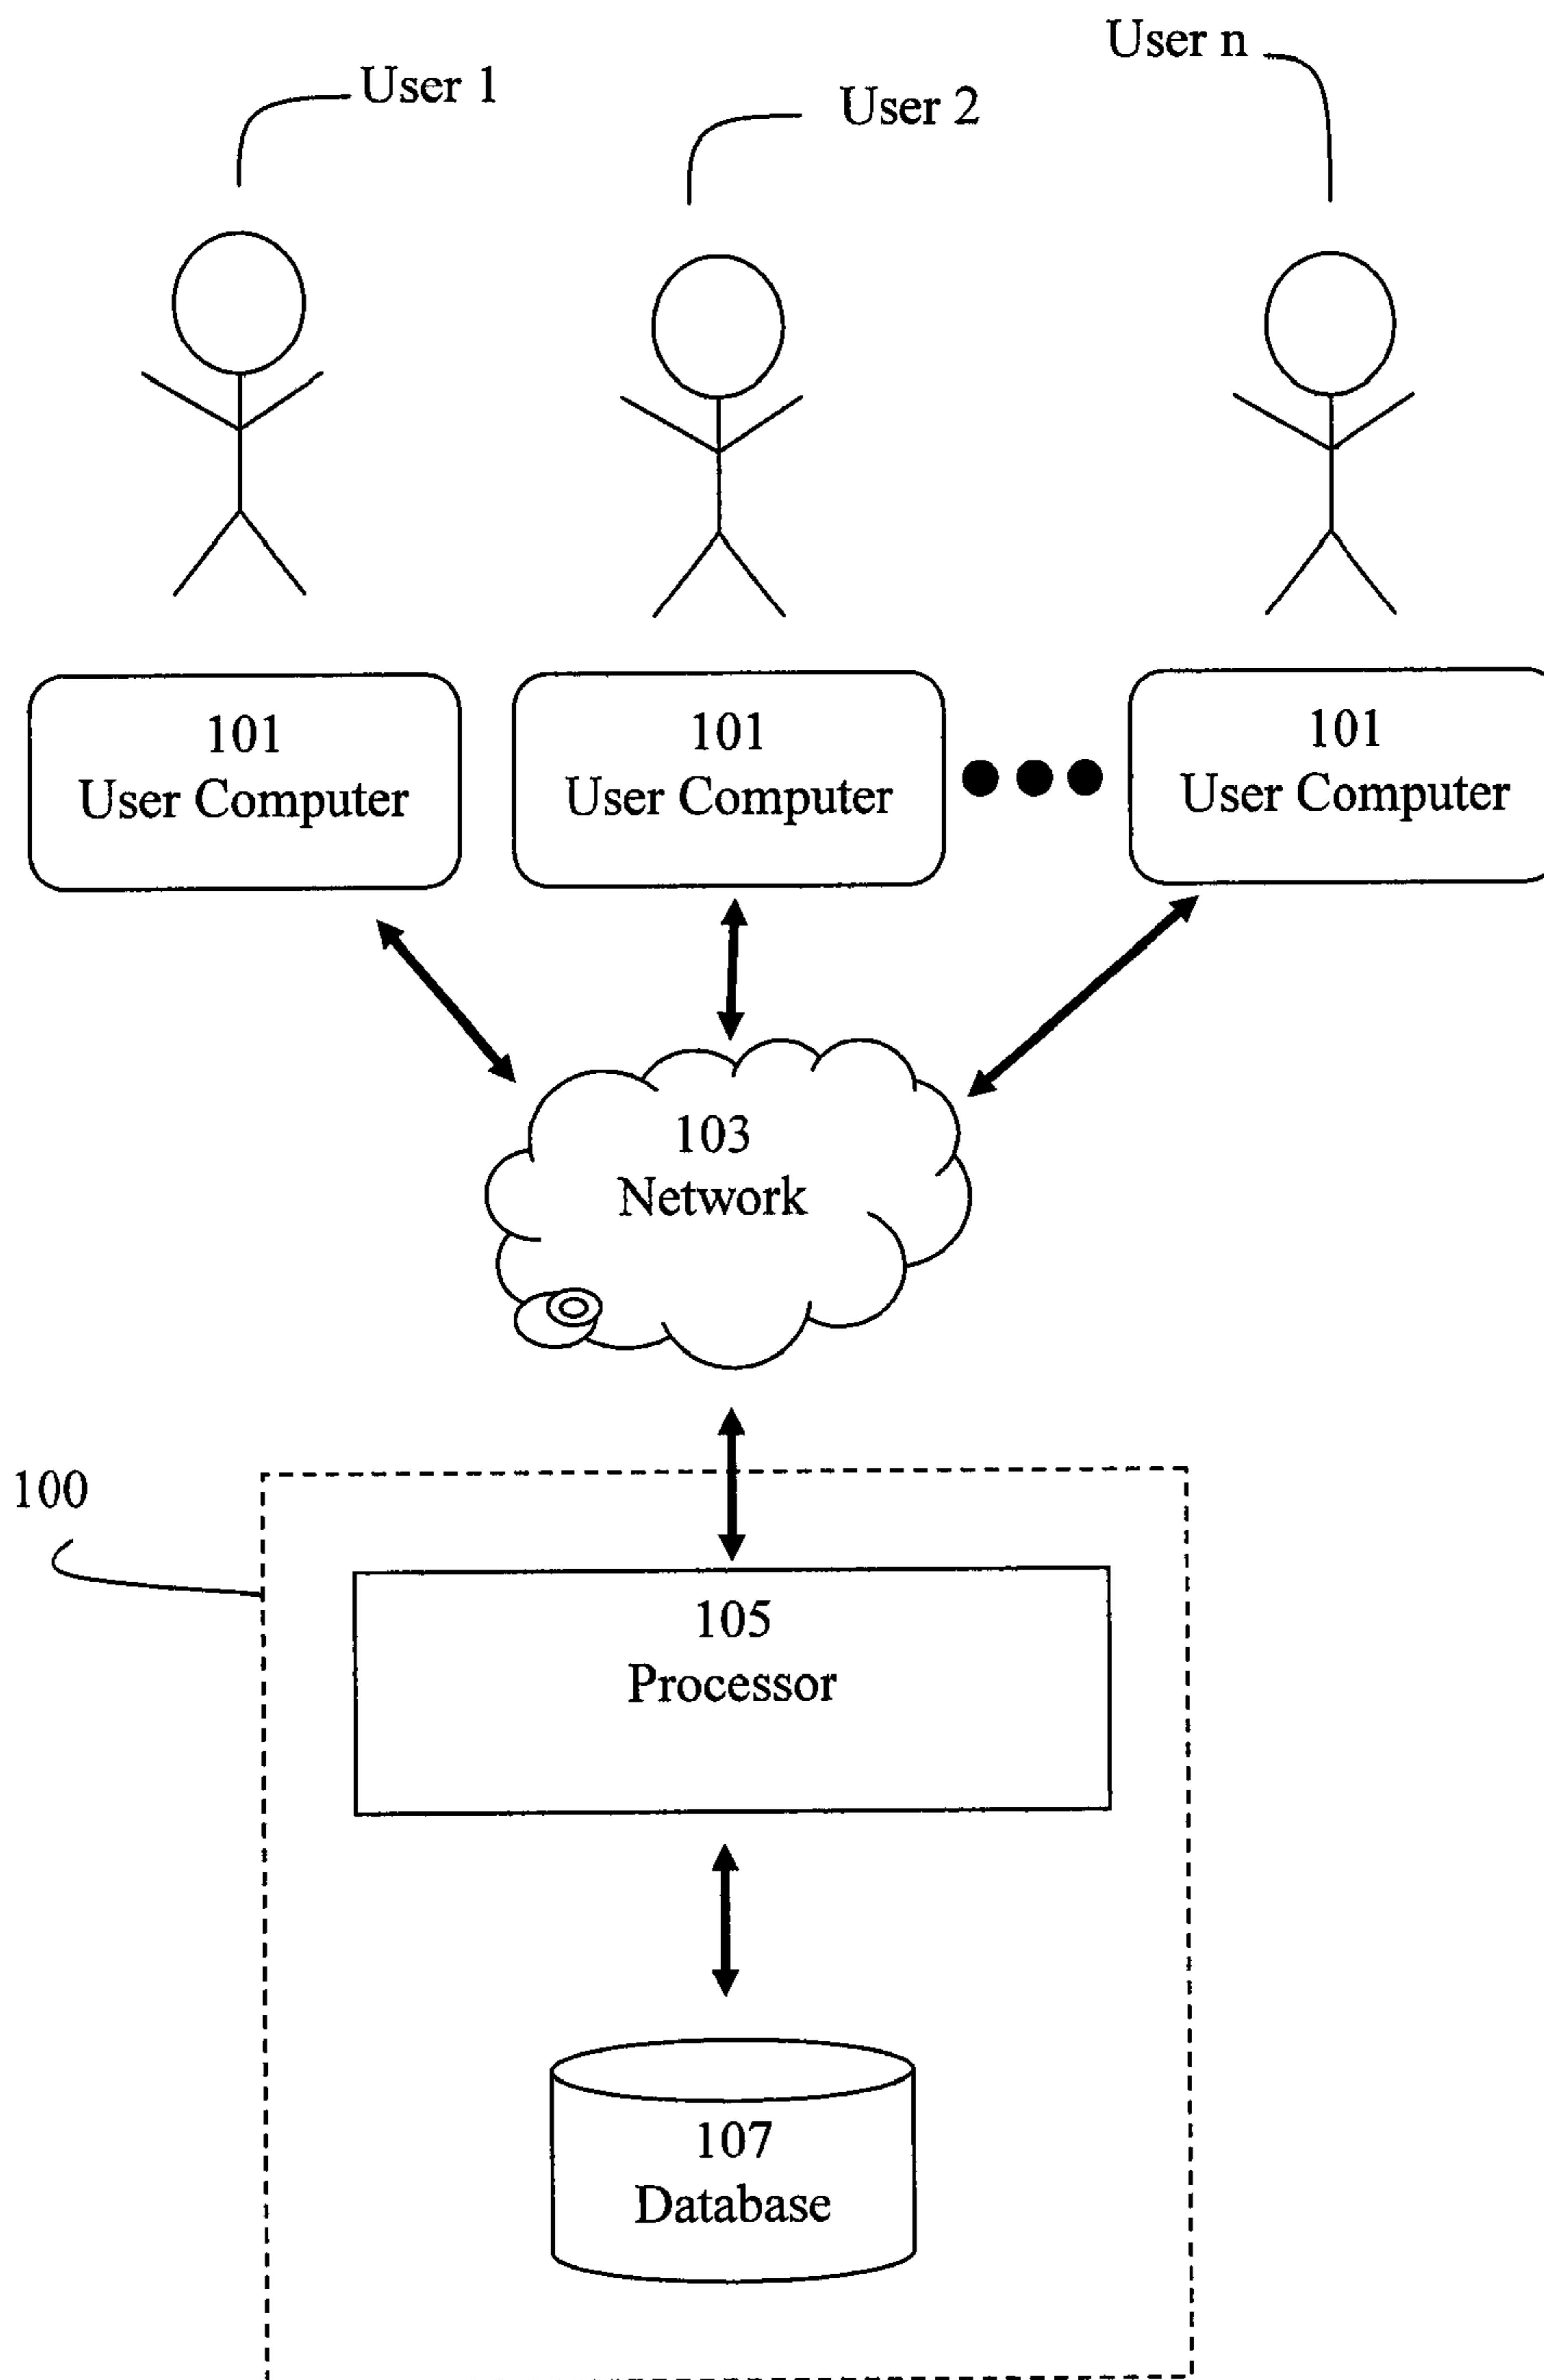 User 1
User 2
User n
101
User Computer
101
User Computer
101
User Computer
103
Network
100
105
Processor
107
Database